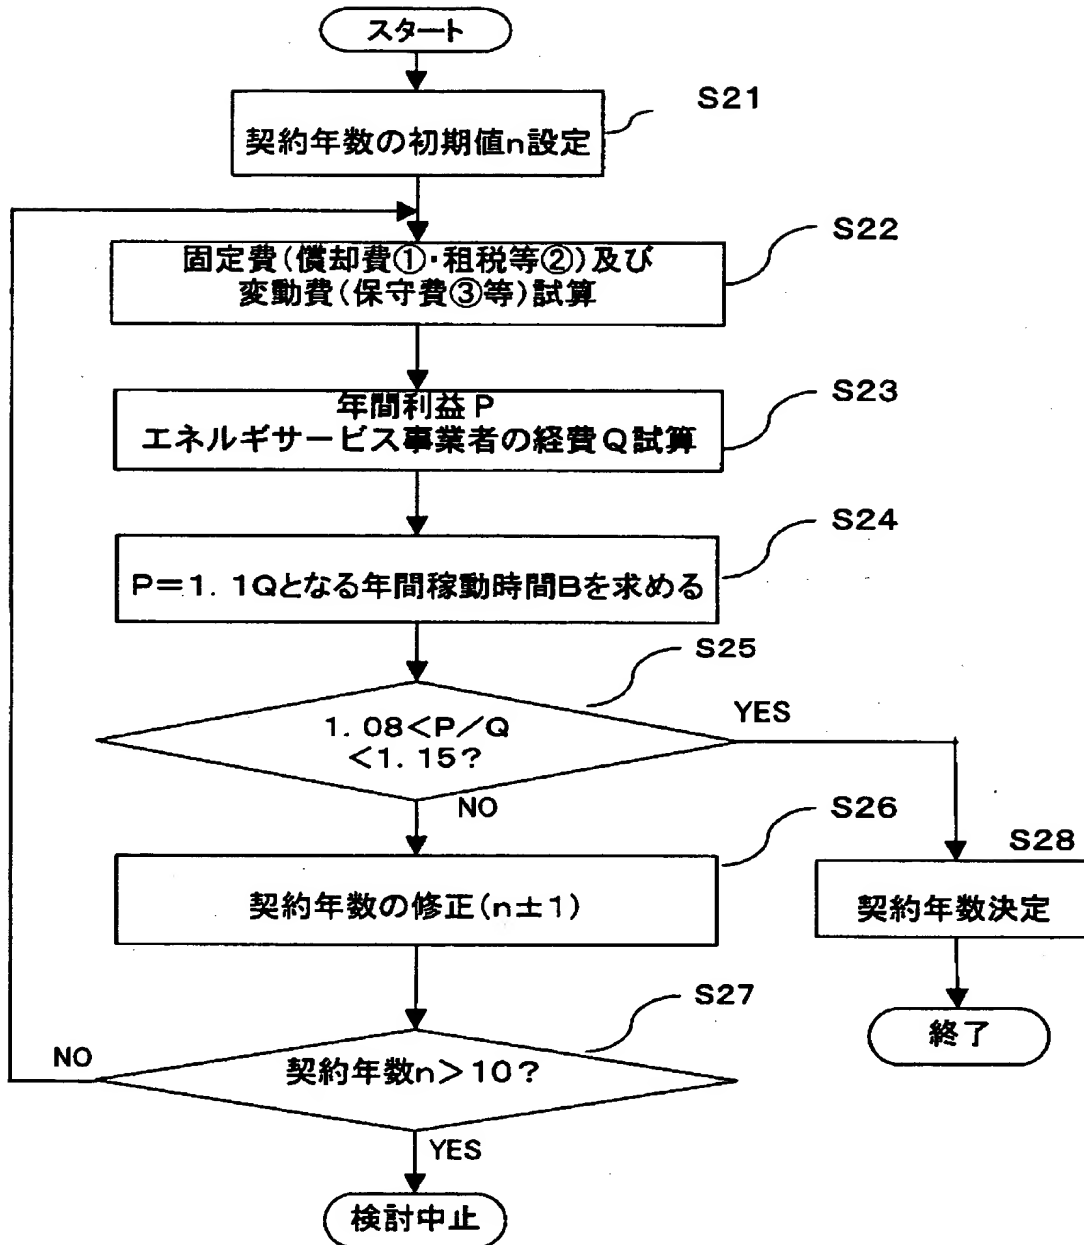 スタート
S21
契約年数の初期値n設定
S22
固定費(償却費①・租税等②)及び
変動費(保守費③等)試算
S23
年間利益P
エネルギサービス事業者の経費Q試算
S24
P=1.1Qとなる年間稼動時間Bを求める
S25
1.08<P/Q
<1.15?
YES
NO
S26
契約年数の修正(n±1)
S28
契約年数決定
S27
終了
契約年数n>10?
NO
YES
検討中止